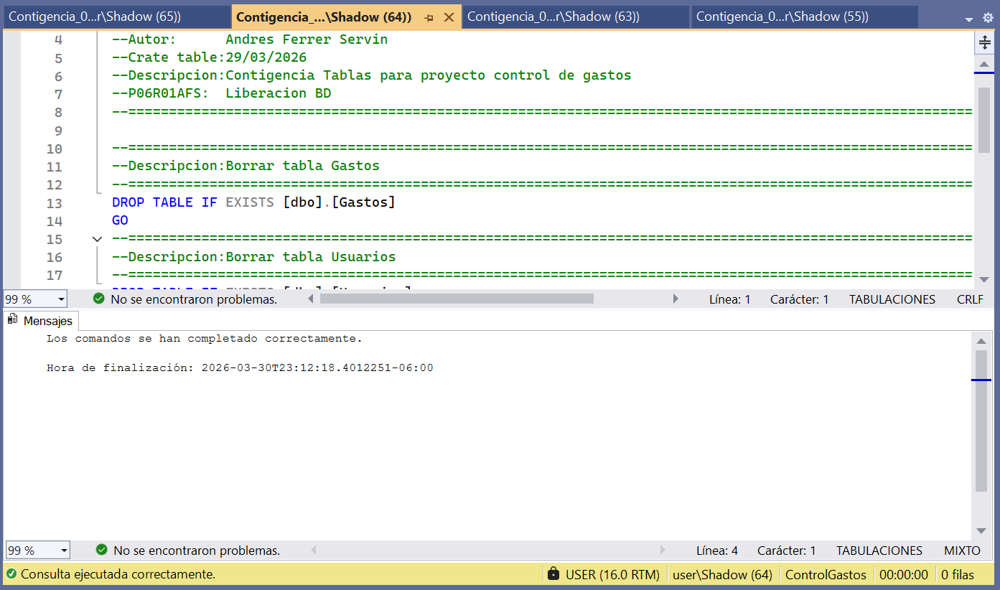 Contigencia_0...r\Shadow (65))
Contigencia_...\Shadow (64))
Contigencia_0...r\Shadow (63))
Contigencia_0...r\Shadow (55))
4 --Autor: Andres Ferrer Servin
5 --Crate table:29/03/2026
6 --Descripcion:Contigencia Tablas para proyecto control de gastos
7 --P06R01AFS: Liberacion BD
8 --========================================================================================================
9
10 --========================================================================================================
11 --Descripcion:Borrar tabla Gastos
12 --========================================================================================================
13 DROP TABLE IF EXISTS [dbo].[Gastos]
14 GO
15 --========================================================================================================
16 --Descripcion:Borrar tabla Usuarios
17 --========================================================================================================
99 % No se encontraron problemas. Línea: 1 Carácter: 1 TABULACIONES CRLF
Mensajes
Los comandos se han completado correctamente.
Hora de finalización: 2026-03-30T23:12:18.4012251-06:00
99 % No se encontraron problemas. Línea: 4 Carácter: 1 TABULACIONES MIXTO
Consulta ejecutada correctamente. USER (16.0 RTM) user\Shadow (64) ControlGastos 00:00:00 0 filas